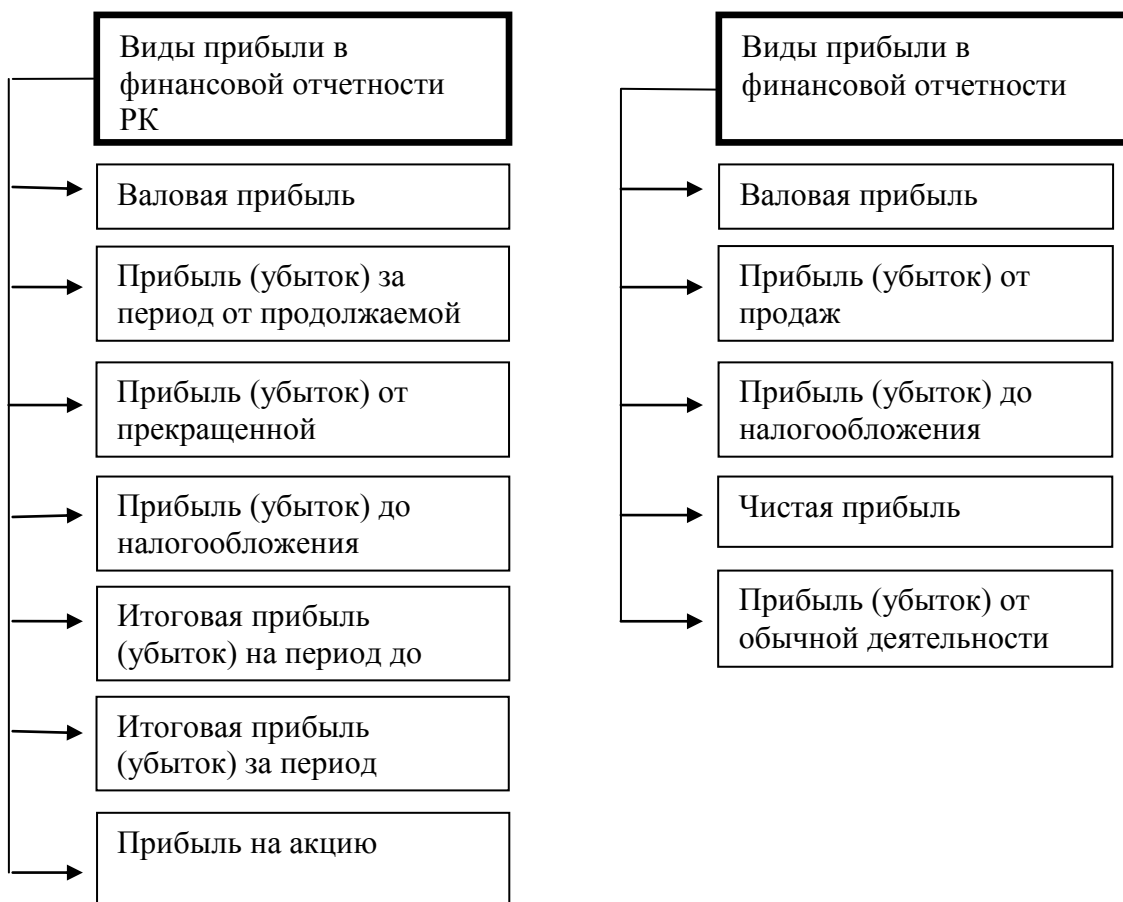 Виды прибыли в
финансовой отчетности
РК
Валовая прибыль
Прибыль (убыток) за
период от продолжаемой
Прибыль (убыток) от
прекращенной
Прибыль (убыток) до
налогообложения
Итоговая прибыль
(убыток) на период до
Итоговая прибыль
(убыток) за период
Прибыль на акцию
Виды прибыли в
финансовой отчетности
Валовая прибыль
Прибыль (убыток) от
продаж
Прибыль (убыток) до
налогообложения
Чистая прибыль
Прибыль (убыток) от
обычной деятельности